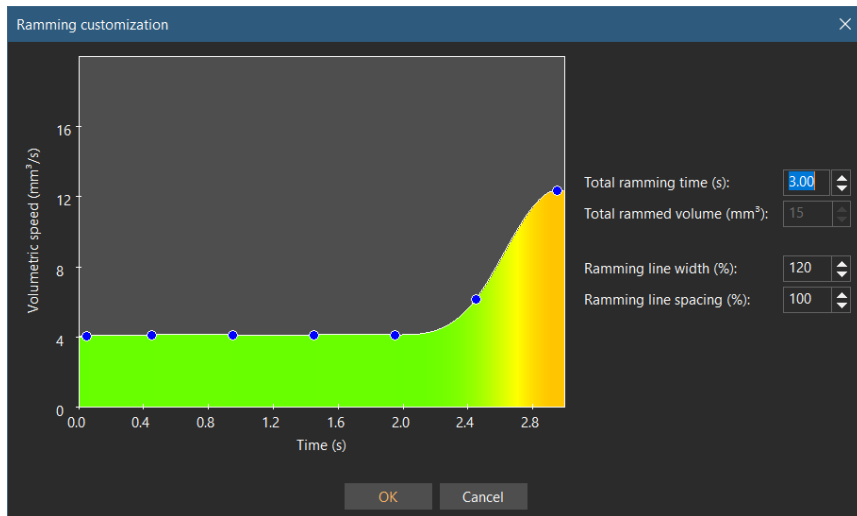 Ramming customization
Volumetric speed (mm³/s)
16
12
8
4
0
0.0 0.4 0.8 1.2 1.6 2.0 2.4 2.8
Time (s)
Total ramming time (s): 3.00
Total rammed volume (mm³): 15
Ramming line width (%): 120
Ramming line spacing (%): 100
OK Cancel